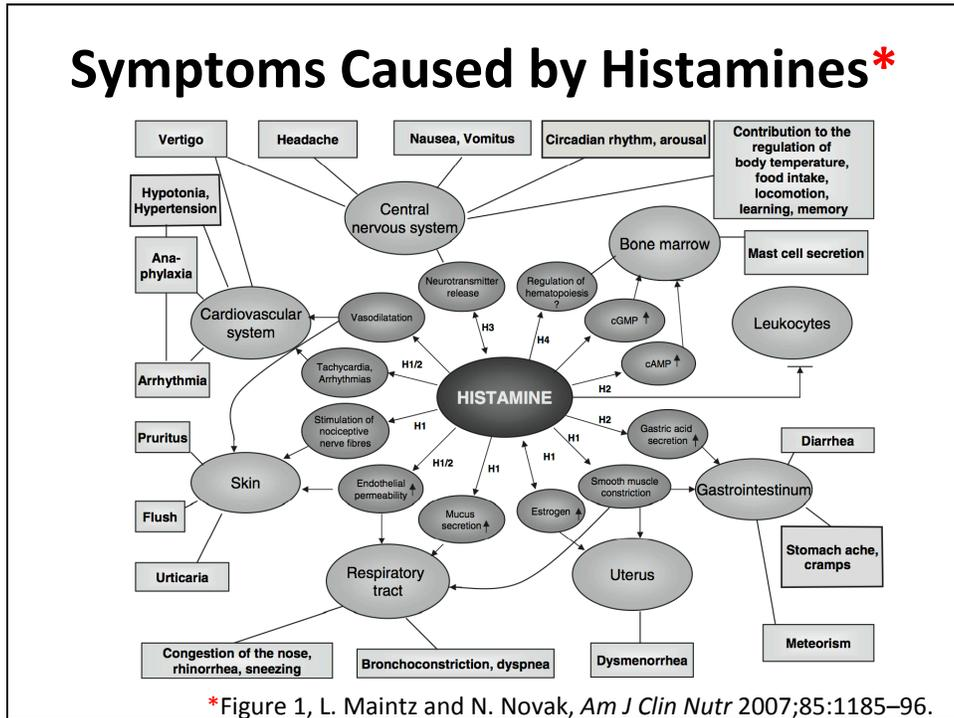 Symptoms Caused by Histamines*
Vertigo
Headache
Nausea, Vomitus
Circadian rhythm, arousal
Contribution to the
regulation of
body temperature,
food intake,
locomotion,
learning, memory
Hypotonia,
Hypertension
Central
nervous system
Bone marrow
Mast cell secretion
Ana-
phylaxia
Neurotransmitter
release
Regulation of
hematopoiesis
?
Cardiovascular
system
Vasodilatation
cGMP ↑
Leukocytes
H3
H4
Arrhythmia
Tachycardia,
Arrhythmias
H1/2
cAMP ↑
H2
HISTAMINE
Pruritus
Stimulation of
nociceptive
nerve fibres
H1
H2
Gastric acid
secretion ↑
Diarrhea
H1/2
H1
H1
H1
Skin
Endothelial
permeability ↑
Smooth muscle
constriction
Gastrointestinum
Flush
Mucus
secretion ↑
Estrogen ↑
Stomach ache,
cramps
Urticaria
Respiratory
tract
Uterus
Meteorism
Congestion of the nose,
rhinorrhea, sneezing
Bronchoconstriction, dyspnea
Dysmenorrhea
*Figure 1, L. Maintz and N. Novak, Am J Clin Nutr 2007;85:1185–96.